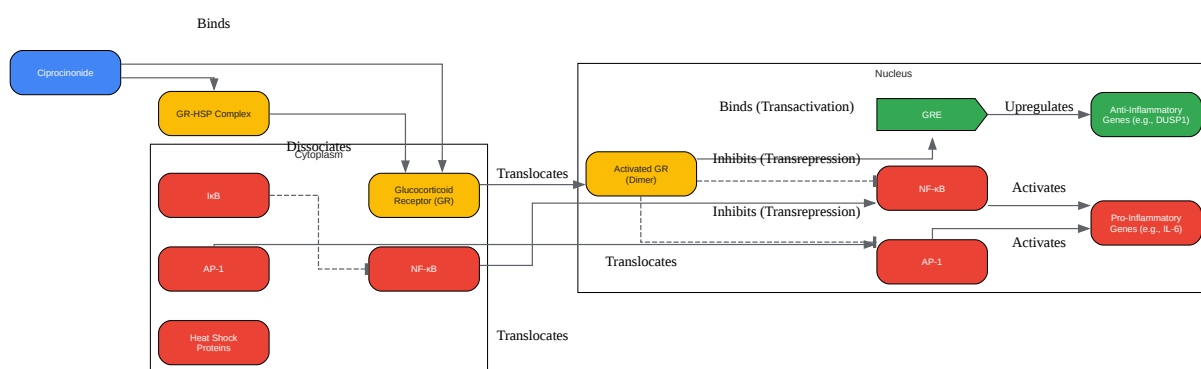 Binds
Ciprocinonide
GR-HSP Complex
Dissociates
Cytoplasm
IκB
Glucocorticoid
Receptor (GR)
AP-1
NF-κB
Heat Shock
Proteins
Translocates
Translocates
Translocates
Nucleus
Activated GR
(Dimer)
Binds (Transactivation)
Inhibits (Transrepression)
Inhibits (Transrepression)
GRE
Upregulates
Anti-Inflammatory
Genes (e.g., DUSP1)
NF-κB
Activates
Pro-Inflammatory
Genes (e.g., IL-6)
Activates
AP-1